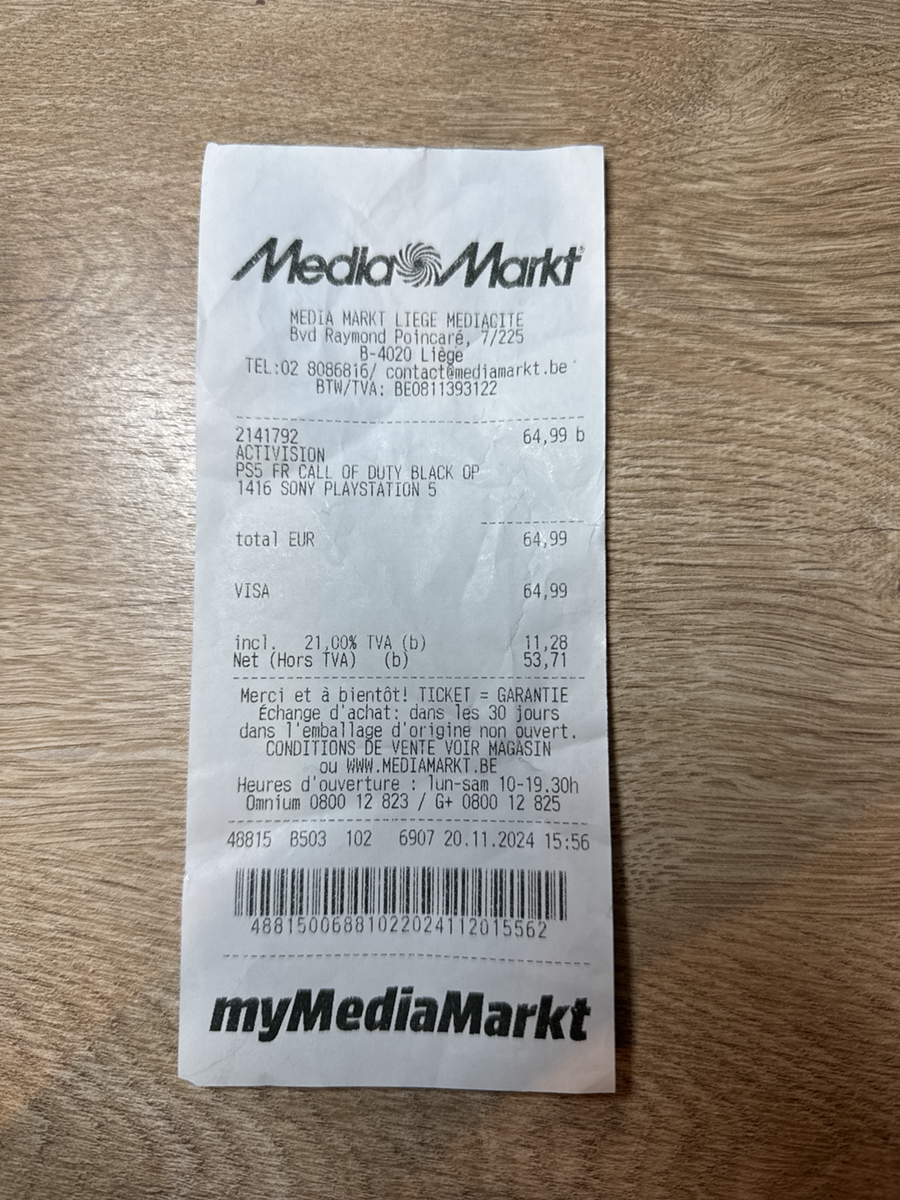 Media Markt
MEDIA MARKT LIEGE MEDIACITE
Bvd Raymond Poincaré, 7/225
B-4020 Liège
TEL:02 8086816/ contact@mediamarkt.be
BTW/TVA: BE0811393122
2141792 64,99 b
ACTIVISION
PS5 FR CALL OF DUTY BLACK OP
1416 SONY PLAYSTATION 5
total EUR 64,99
VISA 64,99
incl. 21,00% TVA (b) 11,28
Net (Hors TVA) (b) 53,71
Merci et à bientôt! TICKET = GARANTIE
Échange d'achat: dans les 30 jours
dans l'emballage d'origine non ouvert.
CONDITIONS DE VENTE VOIR MAGASIN
ou WWW.MEDIAMARKT.BE
Heures d'ouverture : lun-sam 10-19.30h
Omnium 0800 12 823 / G+ 0800 12 825
48815 B503 102 6907 20.11.2024 15:56
48815006881022024112015562
myMediaMarkt